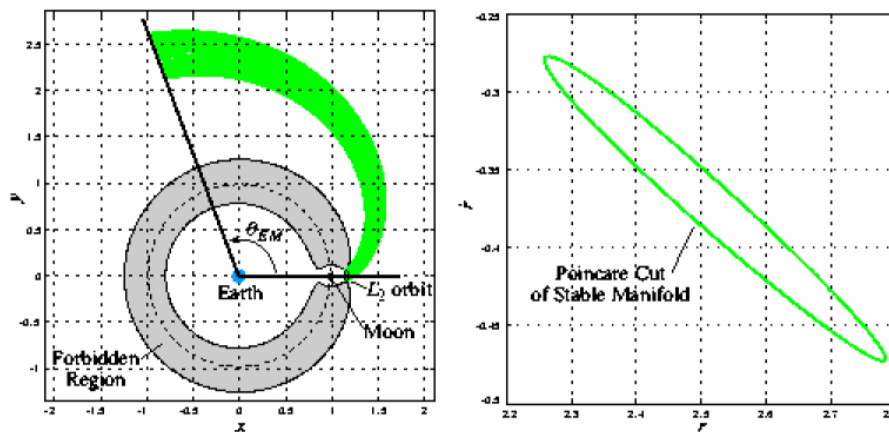 2.5
2
1.5
1
0.5
0
-0.5
-1
y
θEM
Earth
L2 orbit
Moon
Forbidden
Region
-2 -1.5 -1 -0.5 0 0.5 1 1.5 2
x
-0.25
-0.3
-0.35
-0.4
-0.5
ṙ
Poincare Cut
of Stable Manifold
2.2 2.3 2.4 2.5 2.6 2.7
r